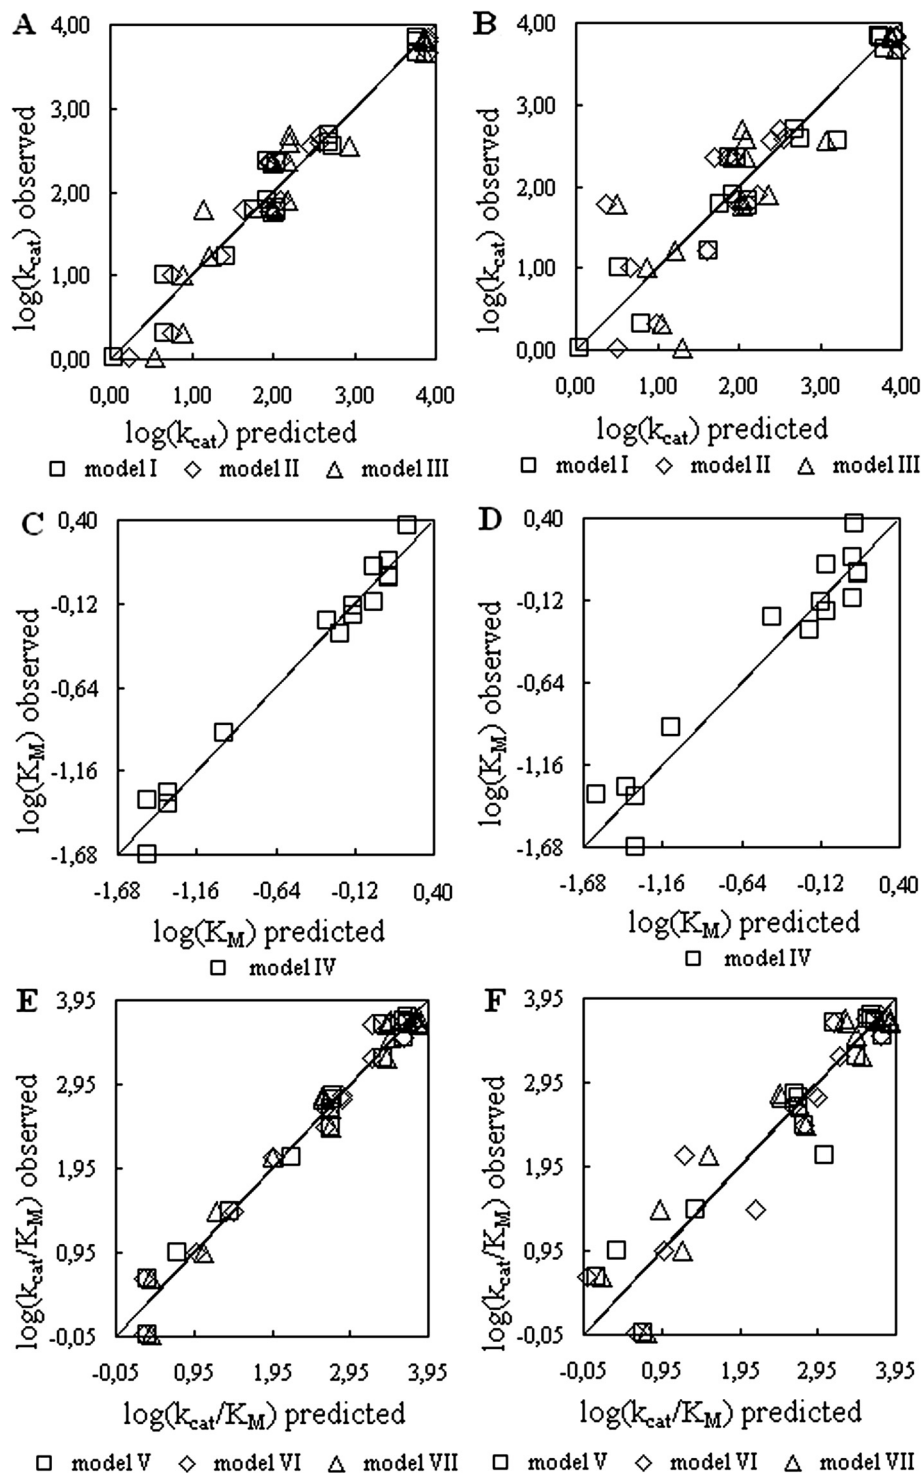 A
log(kcat) observed
4,00
3,00
2,00
1,00
0,00
0,00 1,00 2,00 3,00 4,00
log(kcat) predicted
model I model II model III
B
log(kcat) observed
4,00
3,00
2,00
1,00
0,00
0,00 1,00 2,00 3,00 4,00
log(kcat) predicted
model I model II model III
C
log(KM) observed
0,40
-0,12
-0,64
-1,16
-1,68
-1,68 -1,16 -0,64 -0,12 0,40
log(KM) predicted
model IV
D
log(KM) observed
0,40
-0,12
-0,64
-1,16
-1,68
-1,68 -1,16 -0,64 -0,12 0,40
log(KM) predicted
model IV
E
log(kcat/KM) observed
3,95
2,95
1,95
0,95
-0,05
-0,05 0,95 1,95 2,95 3,95
log(kcat/KM) predicted
model V model VI model VII
F
log(kcat/KM) observed
3,95
2,95
1,95
0,95
-0,05
-0,05 0,95 1,95 2,95 3,95
log(kcat/KM) predicted
model V model VI model VII